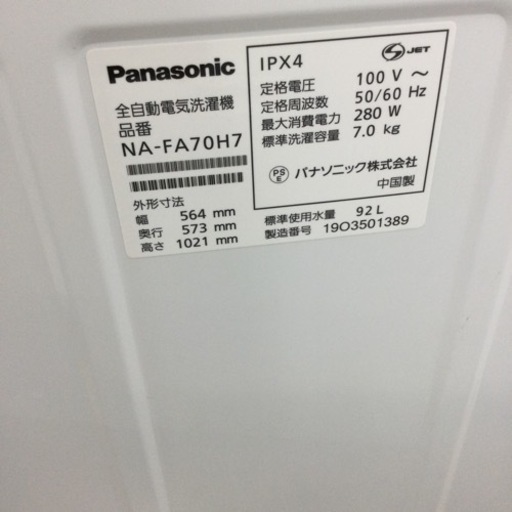 Panasonic
全自動電気洗濯機
品番
NA-FA70H7
外形寸法
幅 564 mm
奥行 573 mm
高さ 1021 mm
IPX4
S JET
定格電圧 100 V ～
定格周波数 50/60 Hz
最大消費電力 280 W
標準洗濯容量 7.0 kg
PS E パナソニック株式会社
中国製
標準使用水量 92 L
製造番号 19O3501389